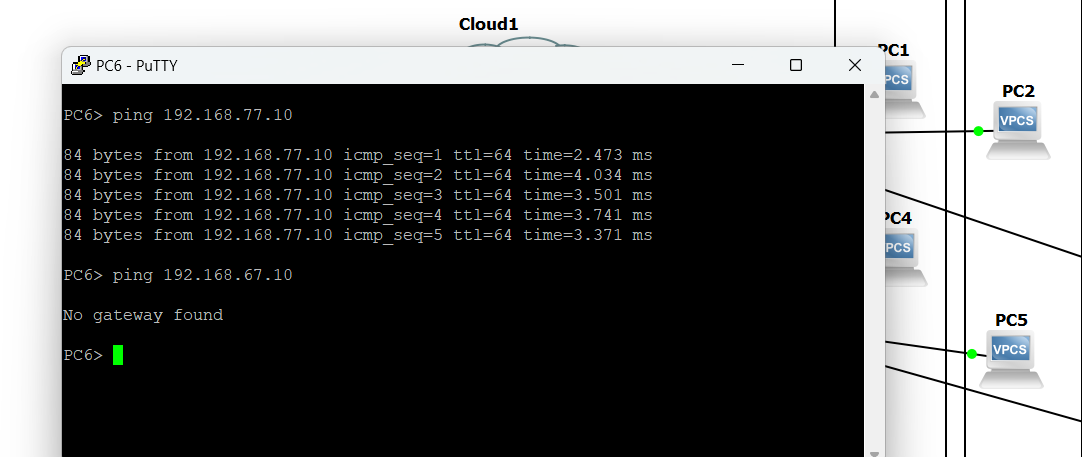 Cloud1
PC6 - PuTTY
PC6> ping 192.168.77.10
84 bytes from 192.168.77.10 icmp_seq=1 ttl=64 time=2.473 ms
84 bytes from 192.168.77.10 icmp_seq=2 ttl=64 time=4.034 ms
84 bytes from 192.168.77.10 icmp_seq=3 ttl=64 time=3.501 ms
84 bytes from 192.168.77.10 icmp_seq=4 ttl=64 time=3.741 ms
84 bytes from 192.168.77.10 icmp_seq=5 ttl=64 time=3.371 ms
PC6> ping 192.168.67.10
No gateway found
PC6>
PC1
PCS
PC2
VPCS
PC4
PCS
PC5
VPCS